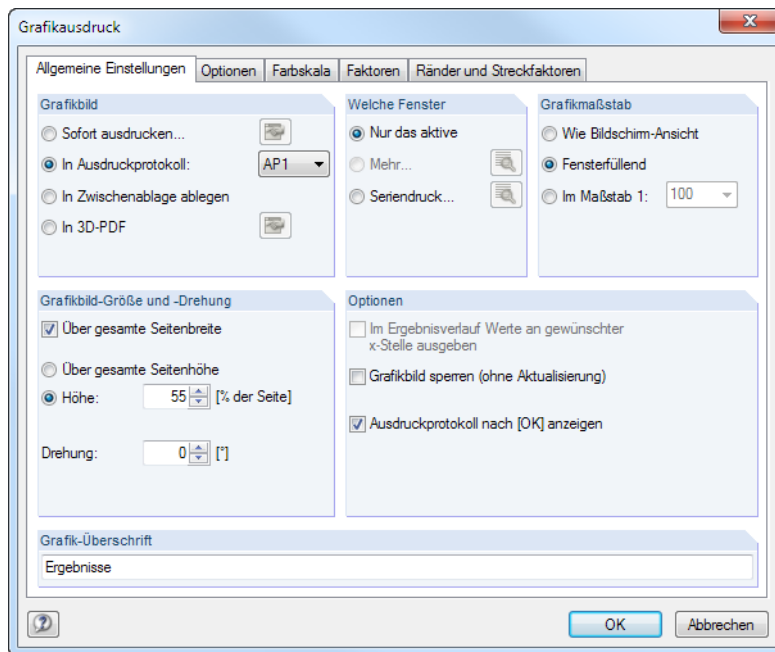 Grafikausdruck
Allgemeine Einstellungen Optionen Farbskala Faktoren Ränder und Streckfaktoren
Grafikbild
Sofort ausdrucken...
In Ausdruckprotokoll: AP1
In Zwischenablage ablegen
In 3D-PDF
Welche Fenster
Nur das aktive
Mehr...
Seriendruck...
Grafikmaßstab
Wie Bildschirm-Ansicht
Fensterfüllend
Im Maßstab 1: 100
Grafikbild-Größe und -Drehung
Über gesamte Seitenbreite
Über gesamte Seitenhöhe
Höhe: 55 [% der Seite]
Drehung: 0 [°]
Optionen
Im Ergebnisverlauf Werte an gewünschter
x-Stelle ausgeben
Grafikbild sperren (ohne Aktualisierung)
Ausdruckprotokoll nach [OK] anzeigen
Grafik-Überschrift
Ergebnisse
OK Abbrechen